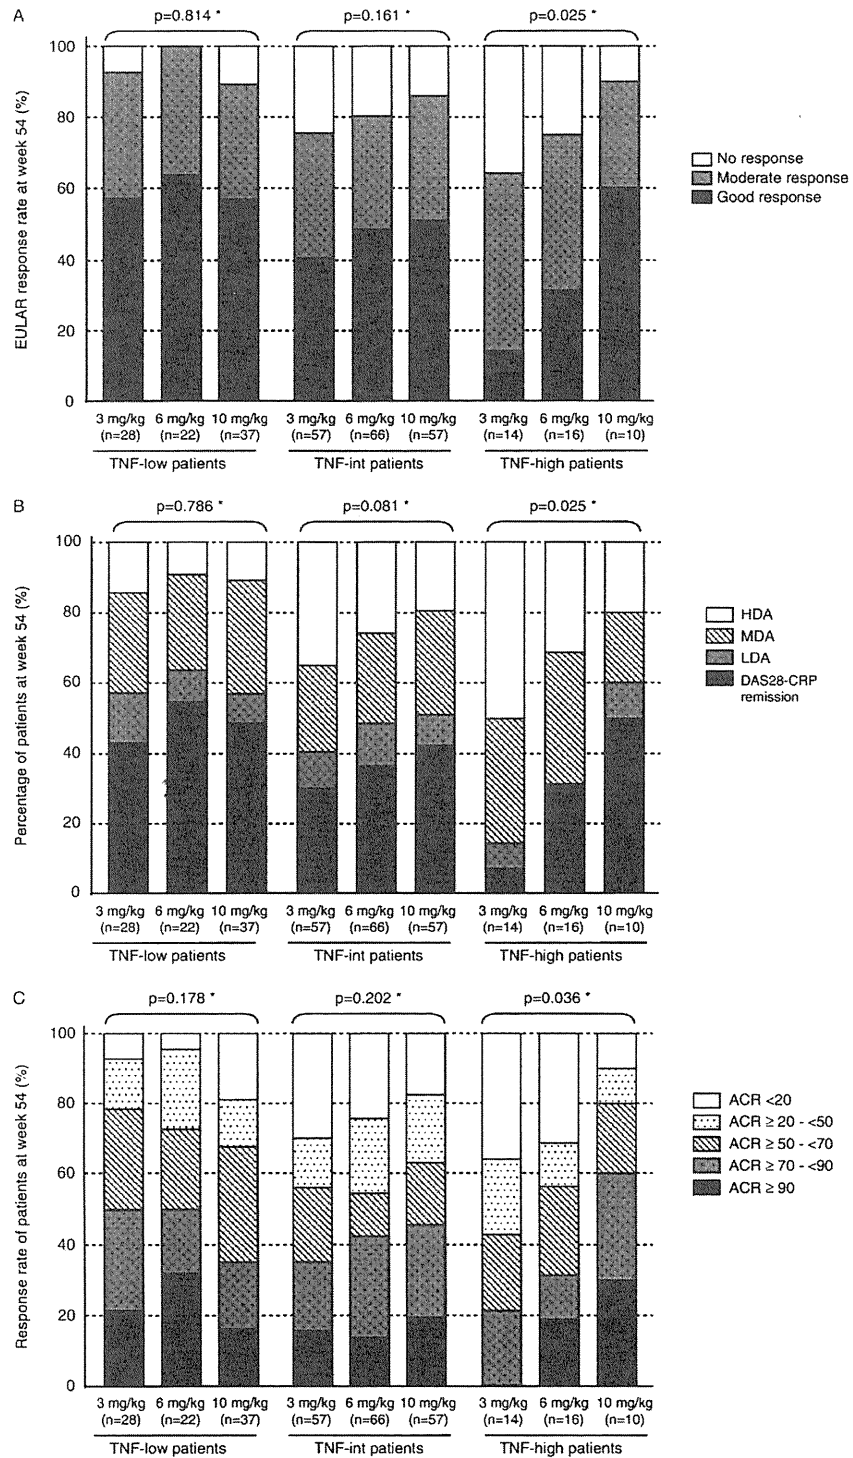 A
p=0.814 *
p=0.161 *
p=0.025 *
EULAR response rate at week 54 (%)
100
80
60
40
20
0
No response
Moderate response
Good response
3 mg/kg 6 mg/kg 10 mg/kg 3 mg/kg 6 mg/kg 10 mg/kg 3 mg/kg 6 mg/kg 10 mg/kg
(n=28) (n=22) (n=37) (n=57) (n=66) (n=57) (n=14) (n=16) (n=10)
TNF-low patients TNF-int patients TNF-high patients
B
p=0.786 *
p=0.081 *
p=0.025 *
Percentage of patients at week 54 (%)
100
80
60
40
20
0
HDA
MDA
LDA
DAS28-CRP
remission
3 mg/kg 6 mg/kg 10 mg/kg 3 mg/kg 6 mg/kg 10 mg/kg 3 mg/kg 6 mg/kg 10 mg/kg
(n=28) (n=22) (n=37) (n=57) (n=66) (n=57) (n=14) (n=16) (n=10)
TNF-low patients TNF-int patients TNF-high patients
C
p=0.178 *
p=0.202 *
p=0.036 *
Response rate of patients at week 54 (%)
100
80
60
40
20
0
ACR <20
ACR ≥ 20 - <50
ACR ≥ 50 - <70
ACR ≥ 70 - <90
ACR ≥ 90
3 mg/kg 6 mg/kg 10 mg/kg 3 mg/kg 6 mg/kg 10 mg/kg 3 mg/kg 6 mg/kg 10 mg/kg
(n=28) (n=22) (n=37) (n=57) (n=66) (n=57) (n=14) (n=16) (n=10)
TNF-low patients TNF-int patients TNF-high patients